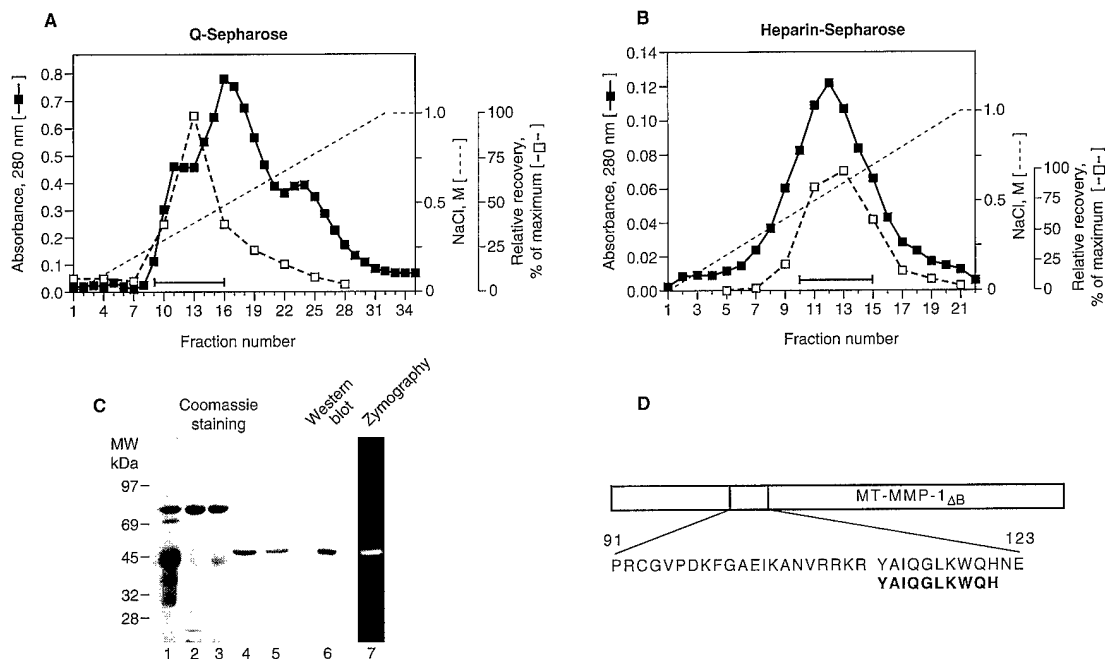 A
Q-Sepharose
Absorbance, 280 nm [—■—]
0.8
0.7
0.6
0.5
0.4
0.3
0.2
0.1
0.0
1 4 7 10 13 16 19 22 25 28 31 34
Fraction number
1.0
0.5
0
NaCl, M [----]
100
75
50
25
0
Relative recovery,
% of maximum [-□--]
B
Heparin-Sepharose
Absorbance, 280 nm [—■—]
0.14
0.12
0.10
0.08
0.06
0.04
0.02
0.00
1 3 5 7 9 11 13 15 17 19 21
Fraction number
1.0
0.5
0
NaCl, M [----]
100
75
50
25
0
Relative recovery,
% of maximum [-□--]
C
Coomassie
staining
Western
blot
Zymography
MW
kDa
97–
69–
45–
32–
28–
1 2 3 4 5 6 7
D
MT-MMP-1ΔB
91 123
PRCGVPDKFGAEIKANVRRKR YAIQGLKWQHNE
YAIQGLKWQH